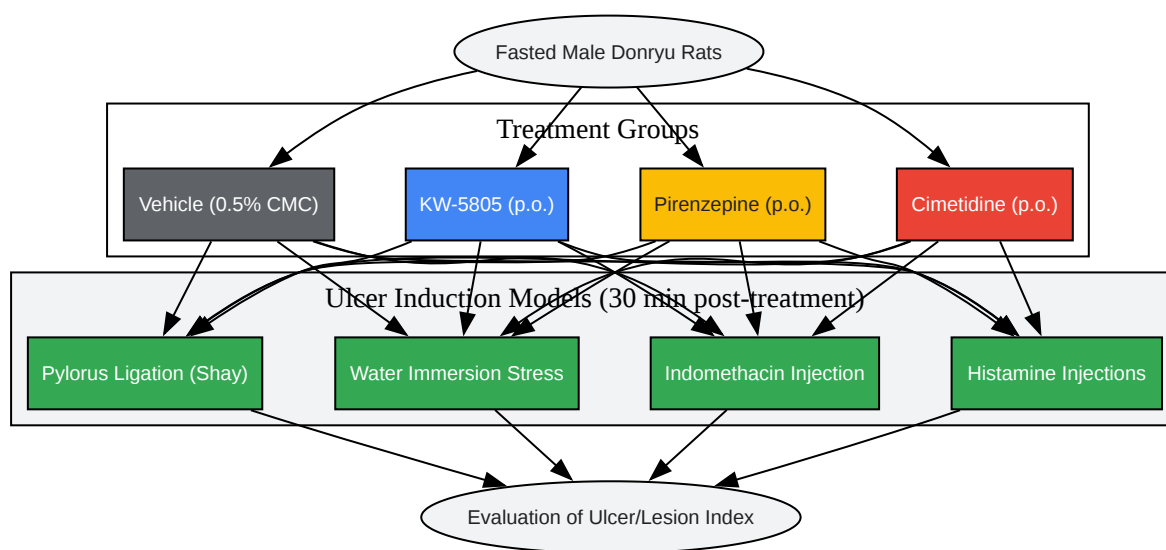 Fasted Male Donryu Rats
Treatment Groups
Vehicle (0.5% CMC)
KW-5805 (p.o.)
Pirenzepine (p.o.)
Cimetidine (p.o.)
Ulcer Induction Models (30 min post-treatment)
Pylorus Ligation (Shay)
Water Immersion Stress
Indomethacin Injection
Histamine Injections
Evaluation of Ulcer/Lesion Index